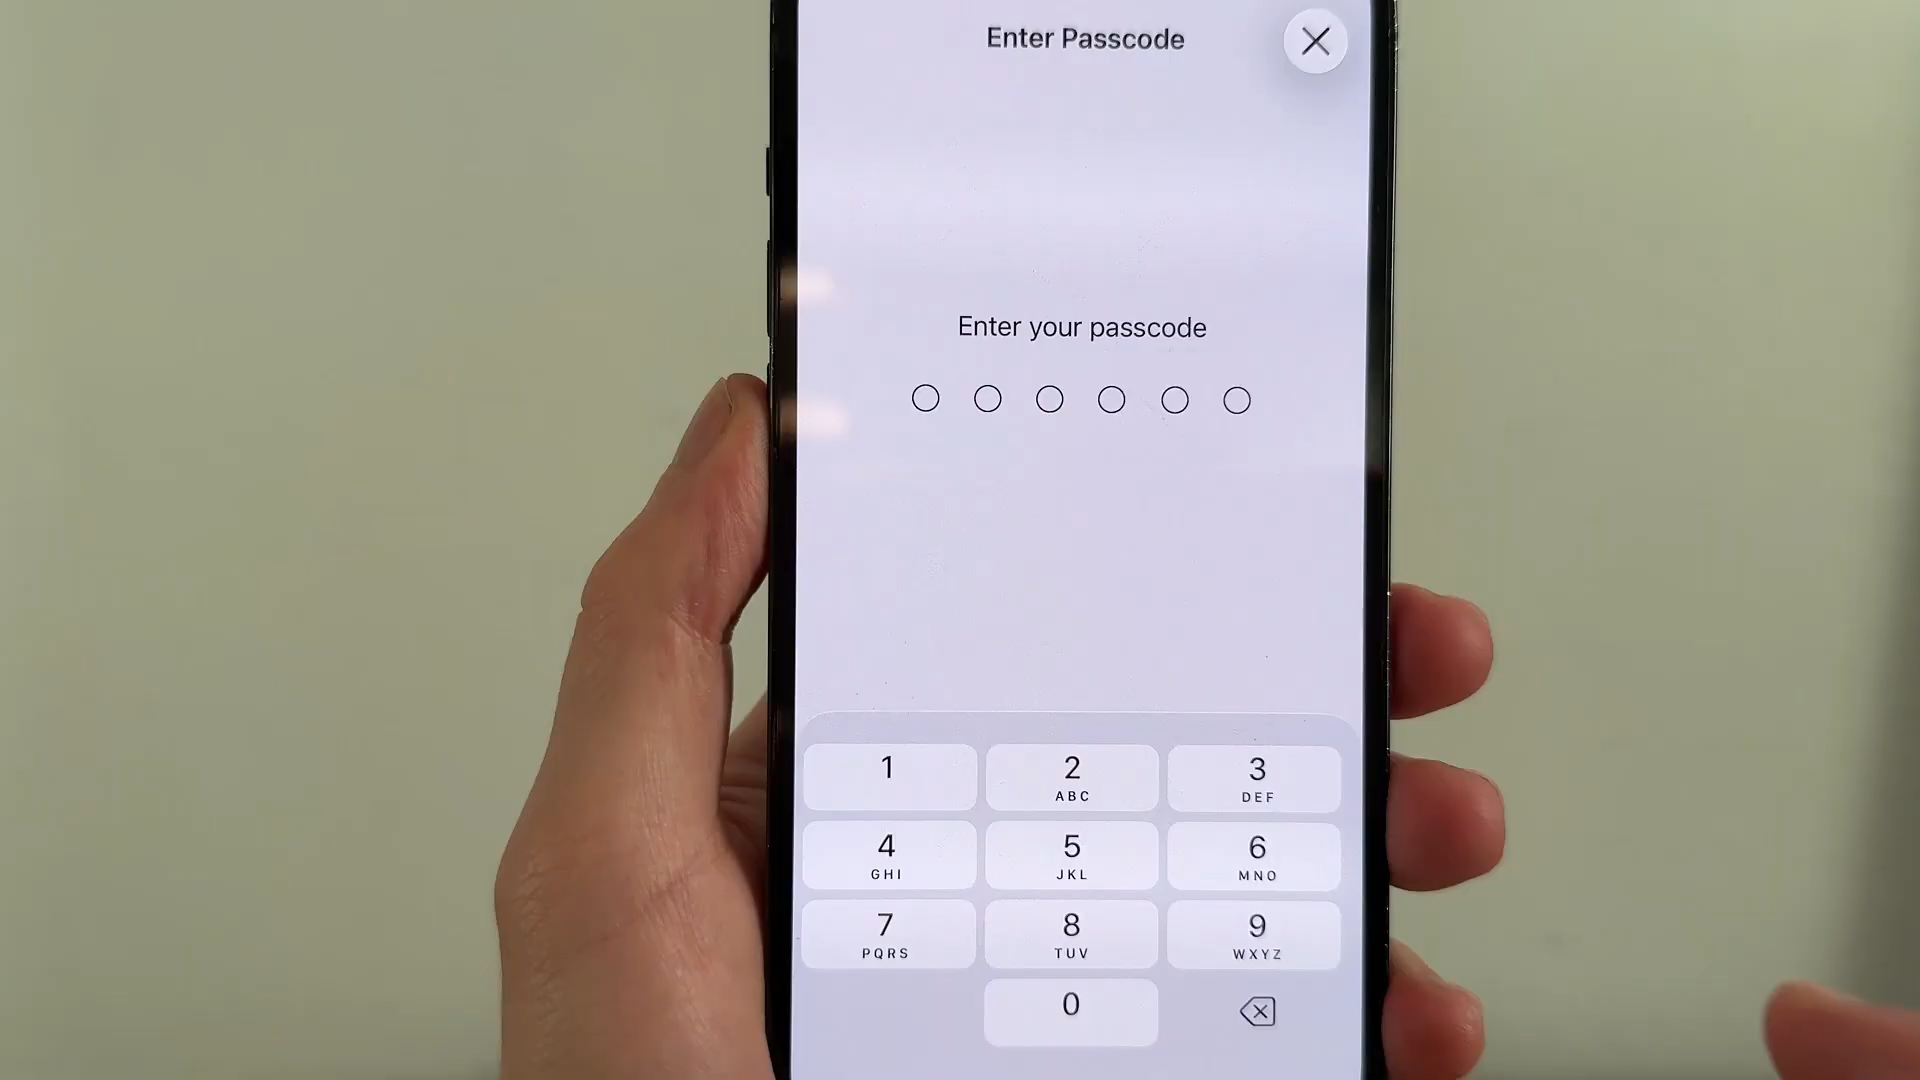 Enter Passcode
Enter your passcode
1 2 3
ABC DEF
4 5 6
GHI JKL MNO
7 8 9
PQRS TUV WXYZ
0